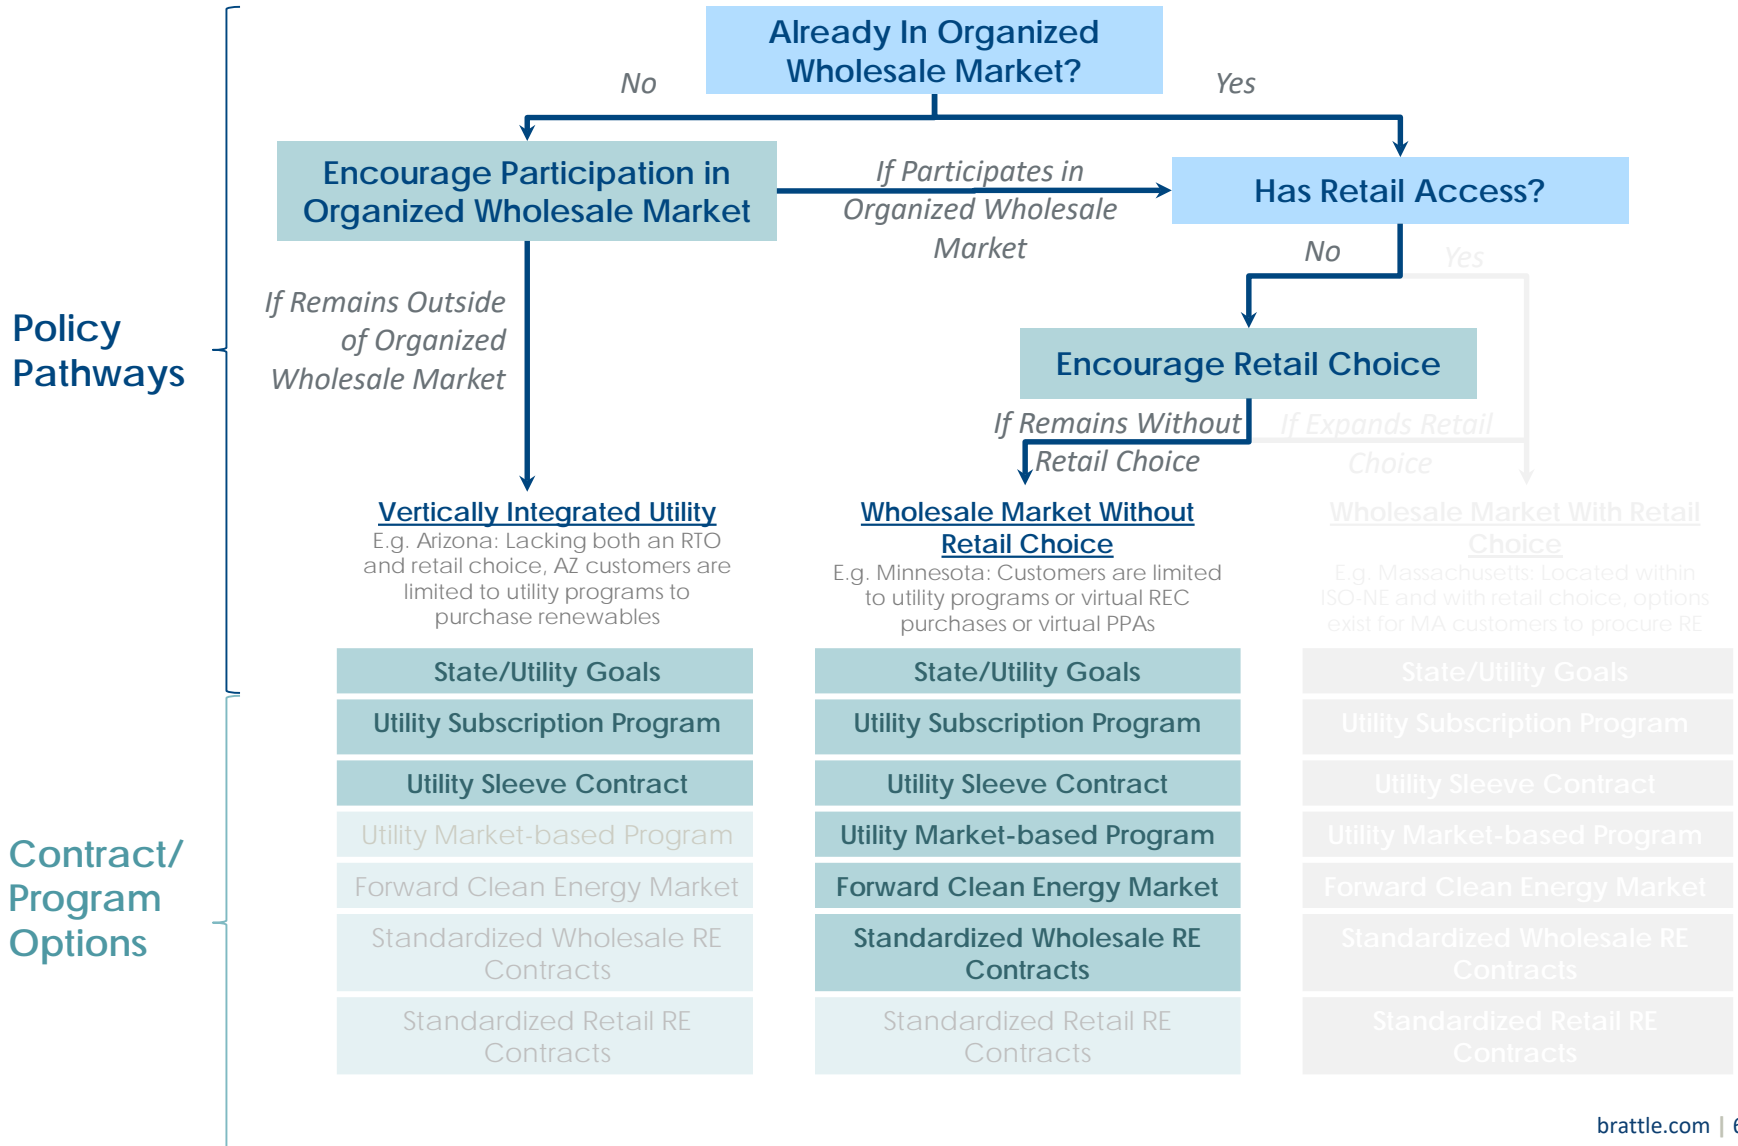 Already In Organized
Wholesale Market?
No
Yes
Encourage Participation in
Organized Wholesale Market
If Participates in
Organized Wholesale
Market
Has Retail Access?
No
Yes
If Remains Outside
of Organized
Wholesale Market
Policy
Pathways
Encourage Retail Choice
If Remains Without
Retail Choice
If Expands Retail
Choice
Vertically Integrated Utility
E.g. Arizona: Lacking both an RTO
and retail choice, AZ customers are
limited to utility programs to
purchase renewables
Wholesale Market Without
Retail Choice
E.g. Minnesota: Customers are limited
to utility programs or virtual REC
purchases or virtual PPAs
Wholesale Market With Retail
Choice
E.g. Massachusetts: Located within
ISO-NE and with retail choice, options
exist for MA customers to procure RE
State/Utility Goals
Utility Subscription Program
Utility Sleeve Contract
Utility Market-based Program
Forward Clean Energy Market
Standardized Wholesale RE
Contracts
Standardized Retail RE
Contracts
State/Utility Goals
Utility Subscription Program
Utility Sleeve Contract
Utility Market-based Program
Forward Clean Energy Market
Standardized Wholesale RE
Contracts
Standardized Retail RE
Contracts
State/Utility Goals
Utility Subscription Program
Utility Sleeve Contract
Utility Market-based Program
Forward Clean Energy Market
Standardized Wholesale RE
Contracts
Standardized Retail RE
Contracts
Contract/
Program
Options
brattle.com | 6